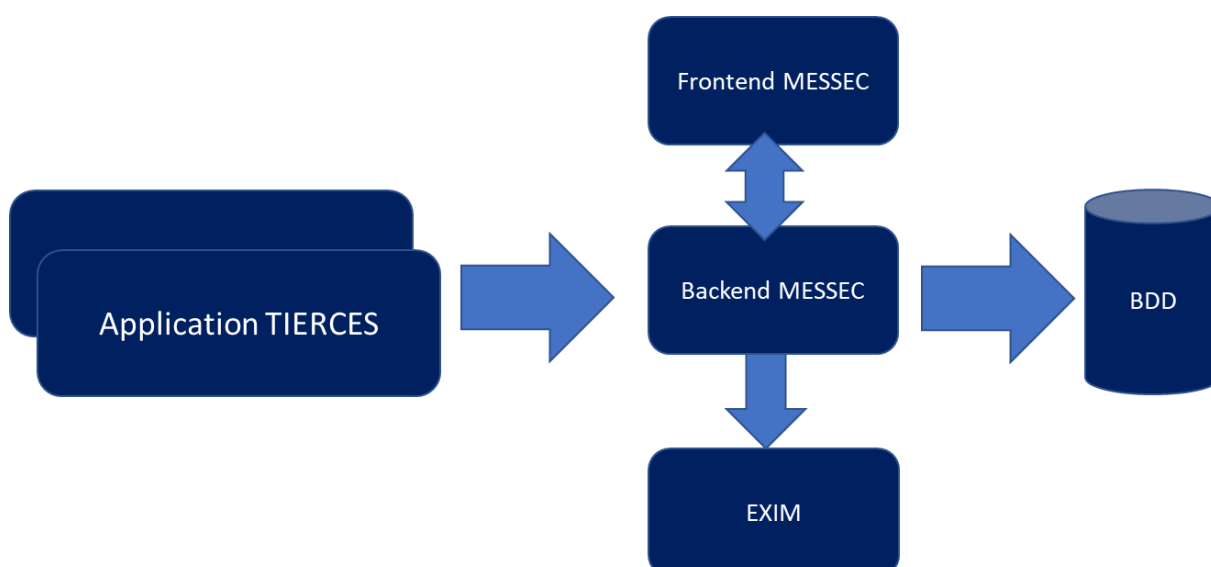 Frontend MESSEC
Application TIERCES
Backend MESSEC
BDD
EXIM